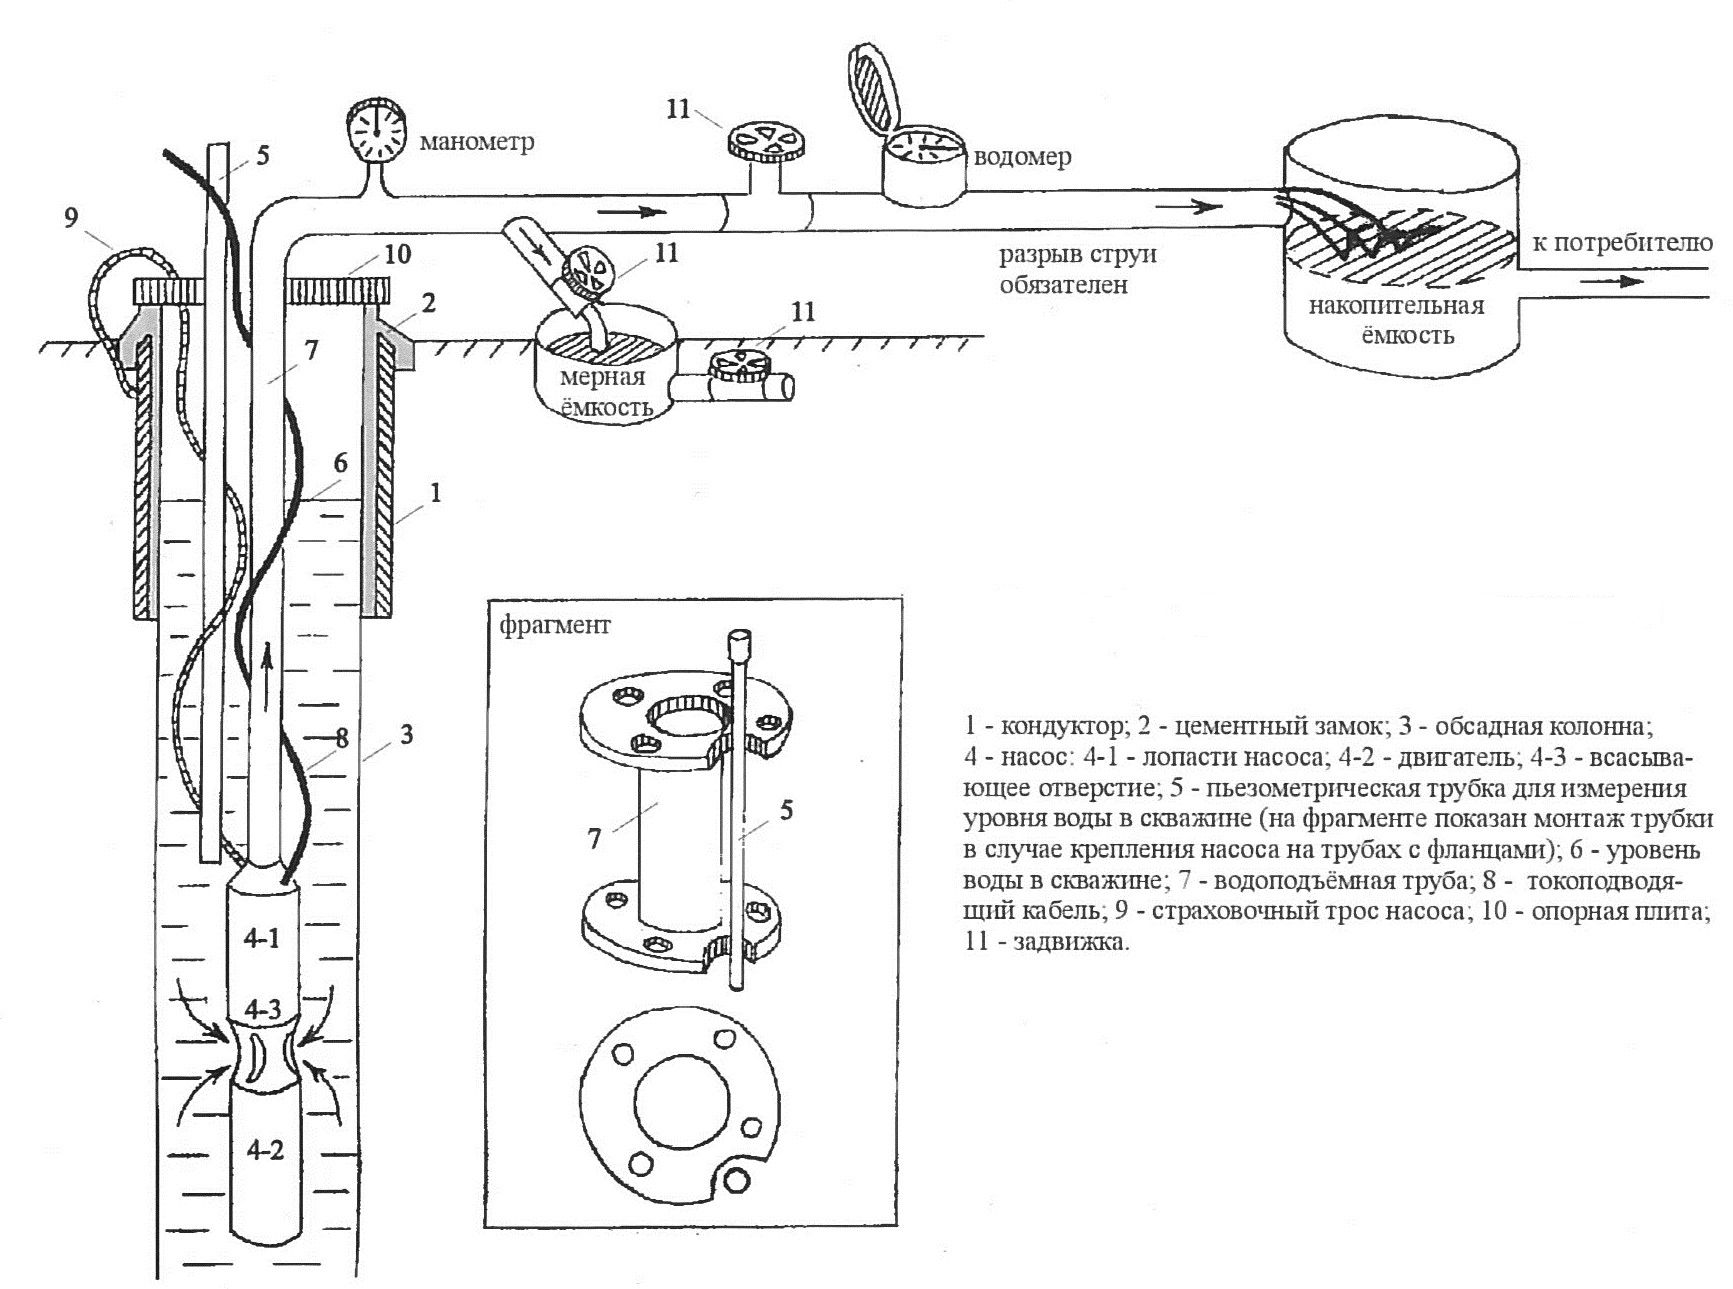 11
манометр
водомер
5
9
10
11
разрыв струи
обязателен
к потребителю
накопительная
ёмкость
2
11
7
мерная
ёмкость
6
1
фрагмент
8
3
7
5
4-1
4-3
4-2
1 - кондуктор; 2 - цементный замок; 3 - обсадная колонна;
4 - насос: 4-1 - лопасти насоса; 4-2 - двигатель; 4-3 - всасыва-
ющее отверстие; 5 - пьезометрическая трубка для измерения
уровня воды в скважине (на фрагменте показан монтаж трубки
в случае крепления насоса на трубах с фланцами); 6 - уровень
воды в скважине; 7 - водоподъёмная труба; 8 - токоподводя-
щий кабель; 9 - страховочный трос насоса; 10 - опорная плита;
11 - задвижка.